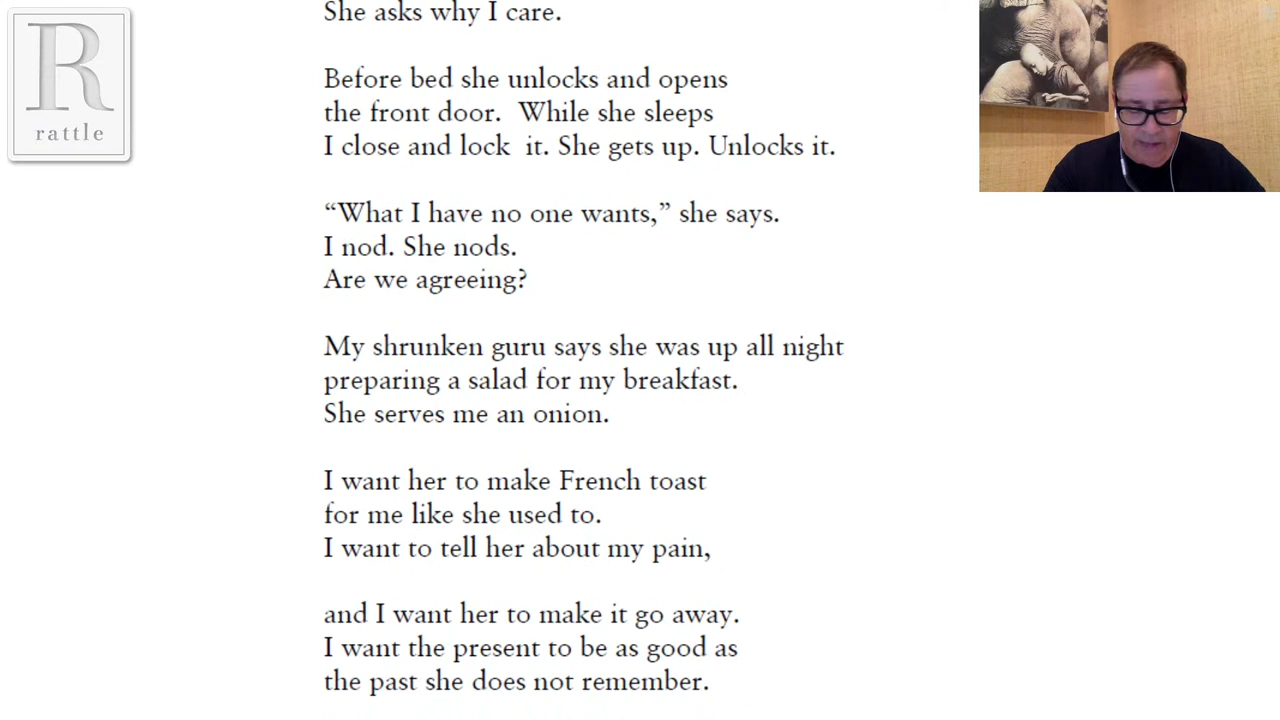 R
rattle
She asks why I care.
Before bed she unlocks and opens
the front door.  While she sleeps
I close and lock  it. She gets up. Unlocks it.
“What I have no one wants,” she says.
I nod. She nods.
Are we agreeing?
My shrunken guru says she was up all night
preparing a salad for my breakfast.
She serves me an onion.
I want her to make French toast
for me like she used to.
I want to tell her about my pain,
and I want her to make it go away.
I want the present to be as good as
the past she does not remember.